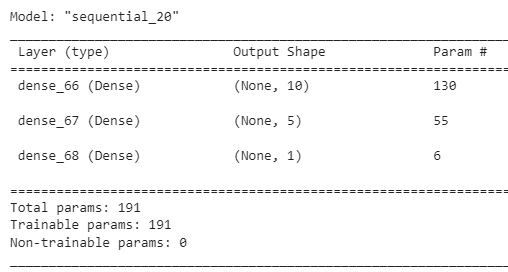 Model: "sequential_20"
_________________________________________________________________
Layer (type) Output Shape Param #
=================================================================
dense_66 (Dense) (None, 10) 130
dense_67 (Dense) (None, 5) 55
dense_68 (Dense) (None, 1) 6
=================================================================
Total params: 191
Trainable params: 191
Non-trainable params: 0
_________________________________________________________________